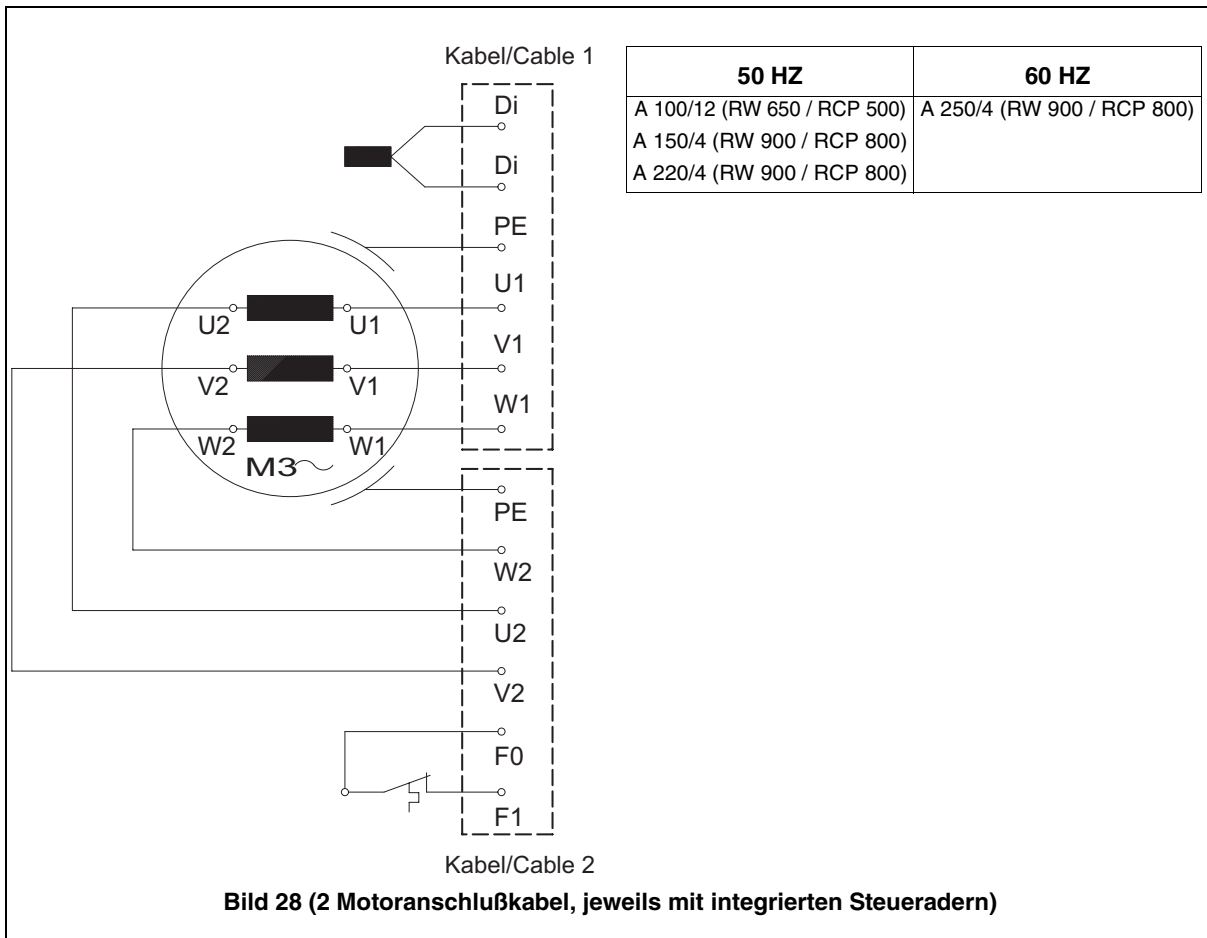 Kabel/Cable 1
Di
Di
PE
U1
V1
W1
U2 U1
V2 V1
W2 W1
M3~
PE
W2
U2
V2
F0
F1
Kabel/Cable 2
50 HZ 60 HZ
A 100/12 (RW 650 / RCP 500) A 250/4 (RW 900 / RCP 800)
A 150/4 (RW 900 / RCP 800)
A 220/4 (RW 900 / RCP 800)
Bild 28 (2 Motoranschlußkabel, jeweils mit integrierten Steueradern)